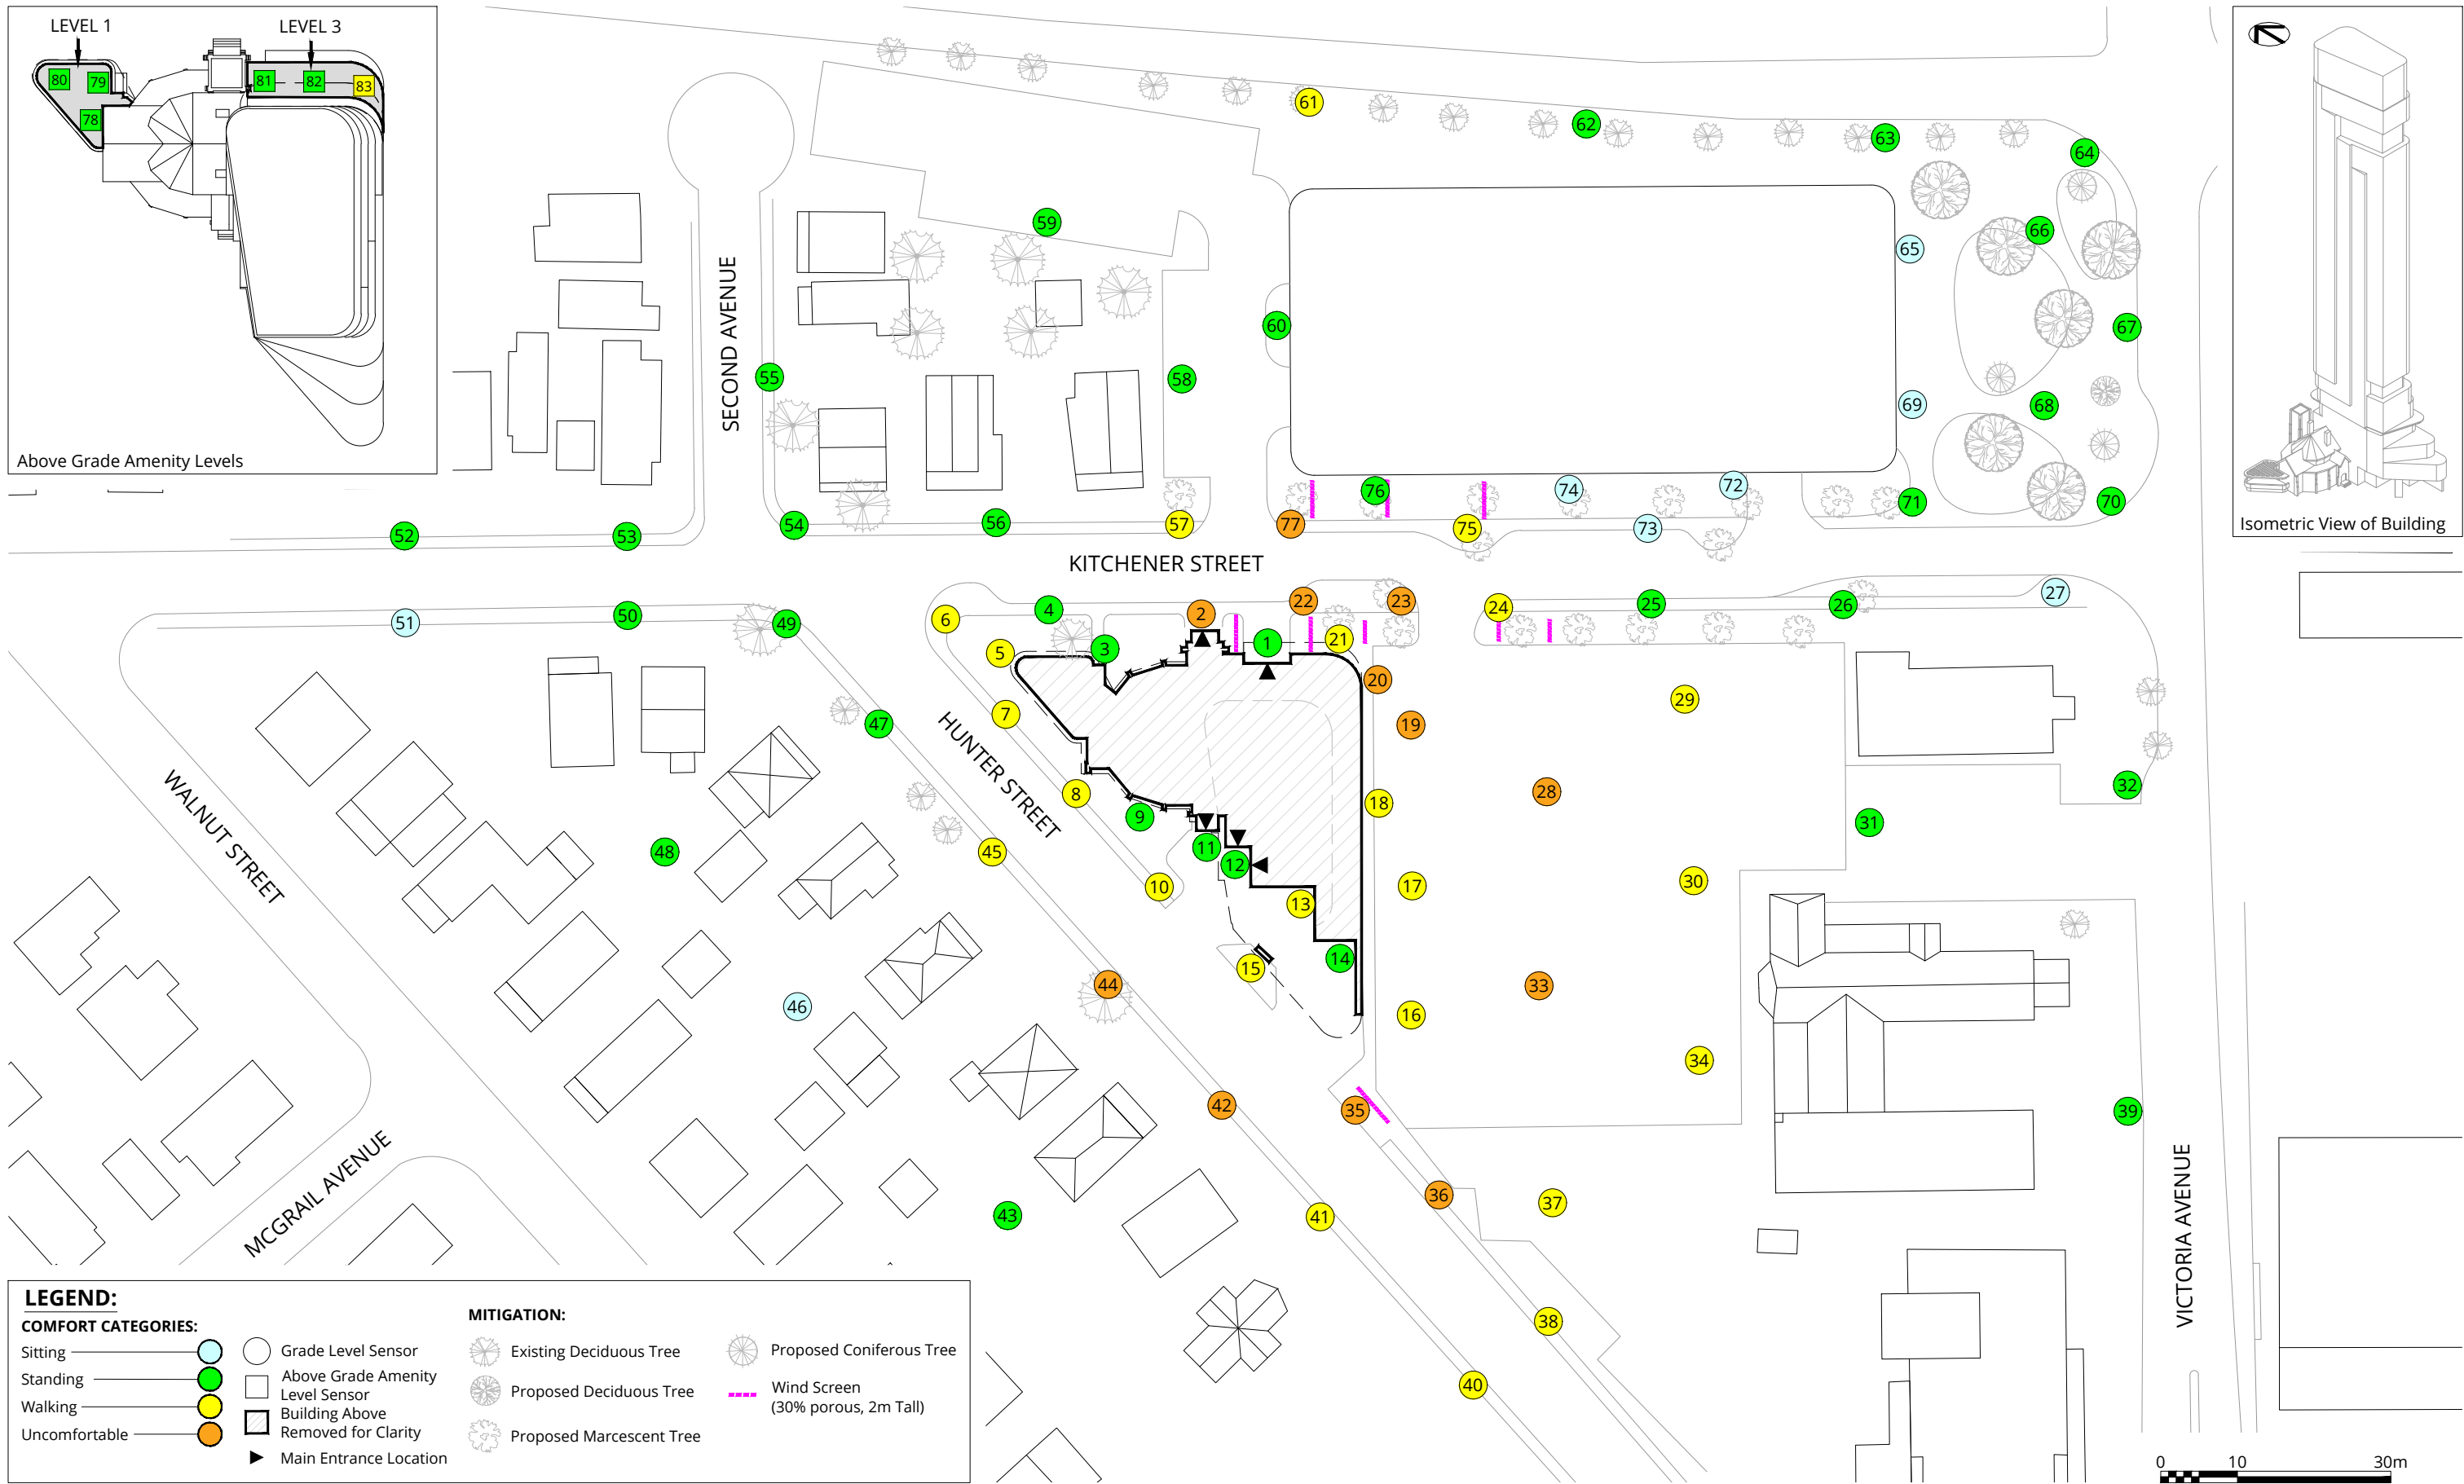 LEVEL 1
LEVEL 3
80
79
81
82
83
78
Above Grade Amenity Levels
Isometric View of Building
61
62
63
64
59
66
65
60
67
55
58
69
68
SECOND AVENUE
76
74
72
71
70
52
53
54
56
57
77
75
73
KITCHENER STREET
51
50
49
6
4
2
22
23
24
25
26
27
5
3
1
21
20
7
47
19
29
HUNTER STREET
WALNUT STREET
8
9
18
28
32
31
48
45
11
12
10
13
17
30
46
44
15
14
16
33
34
42
35
39
MCGRAIL AVENUE
43
41
36
37
VICTORIA AVENUE
38
40
LEGEND:
COMFORT CATEGORIES:
Sitting
Standing
Walking
Uncomfortable
Grade Level Sensor
Above Grade Amenity
Level Sensor
Building Above
Removed for Clarity
Main Entrance Location
MITIGATION:
Existing Deciduous Tree
Proposed Deciduous Tree
Proposed Marcescent Tree
Proposed Coniferous Tree
Wind Screen
(30% porous, 2m Tall)
0 10 30m